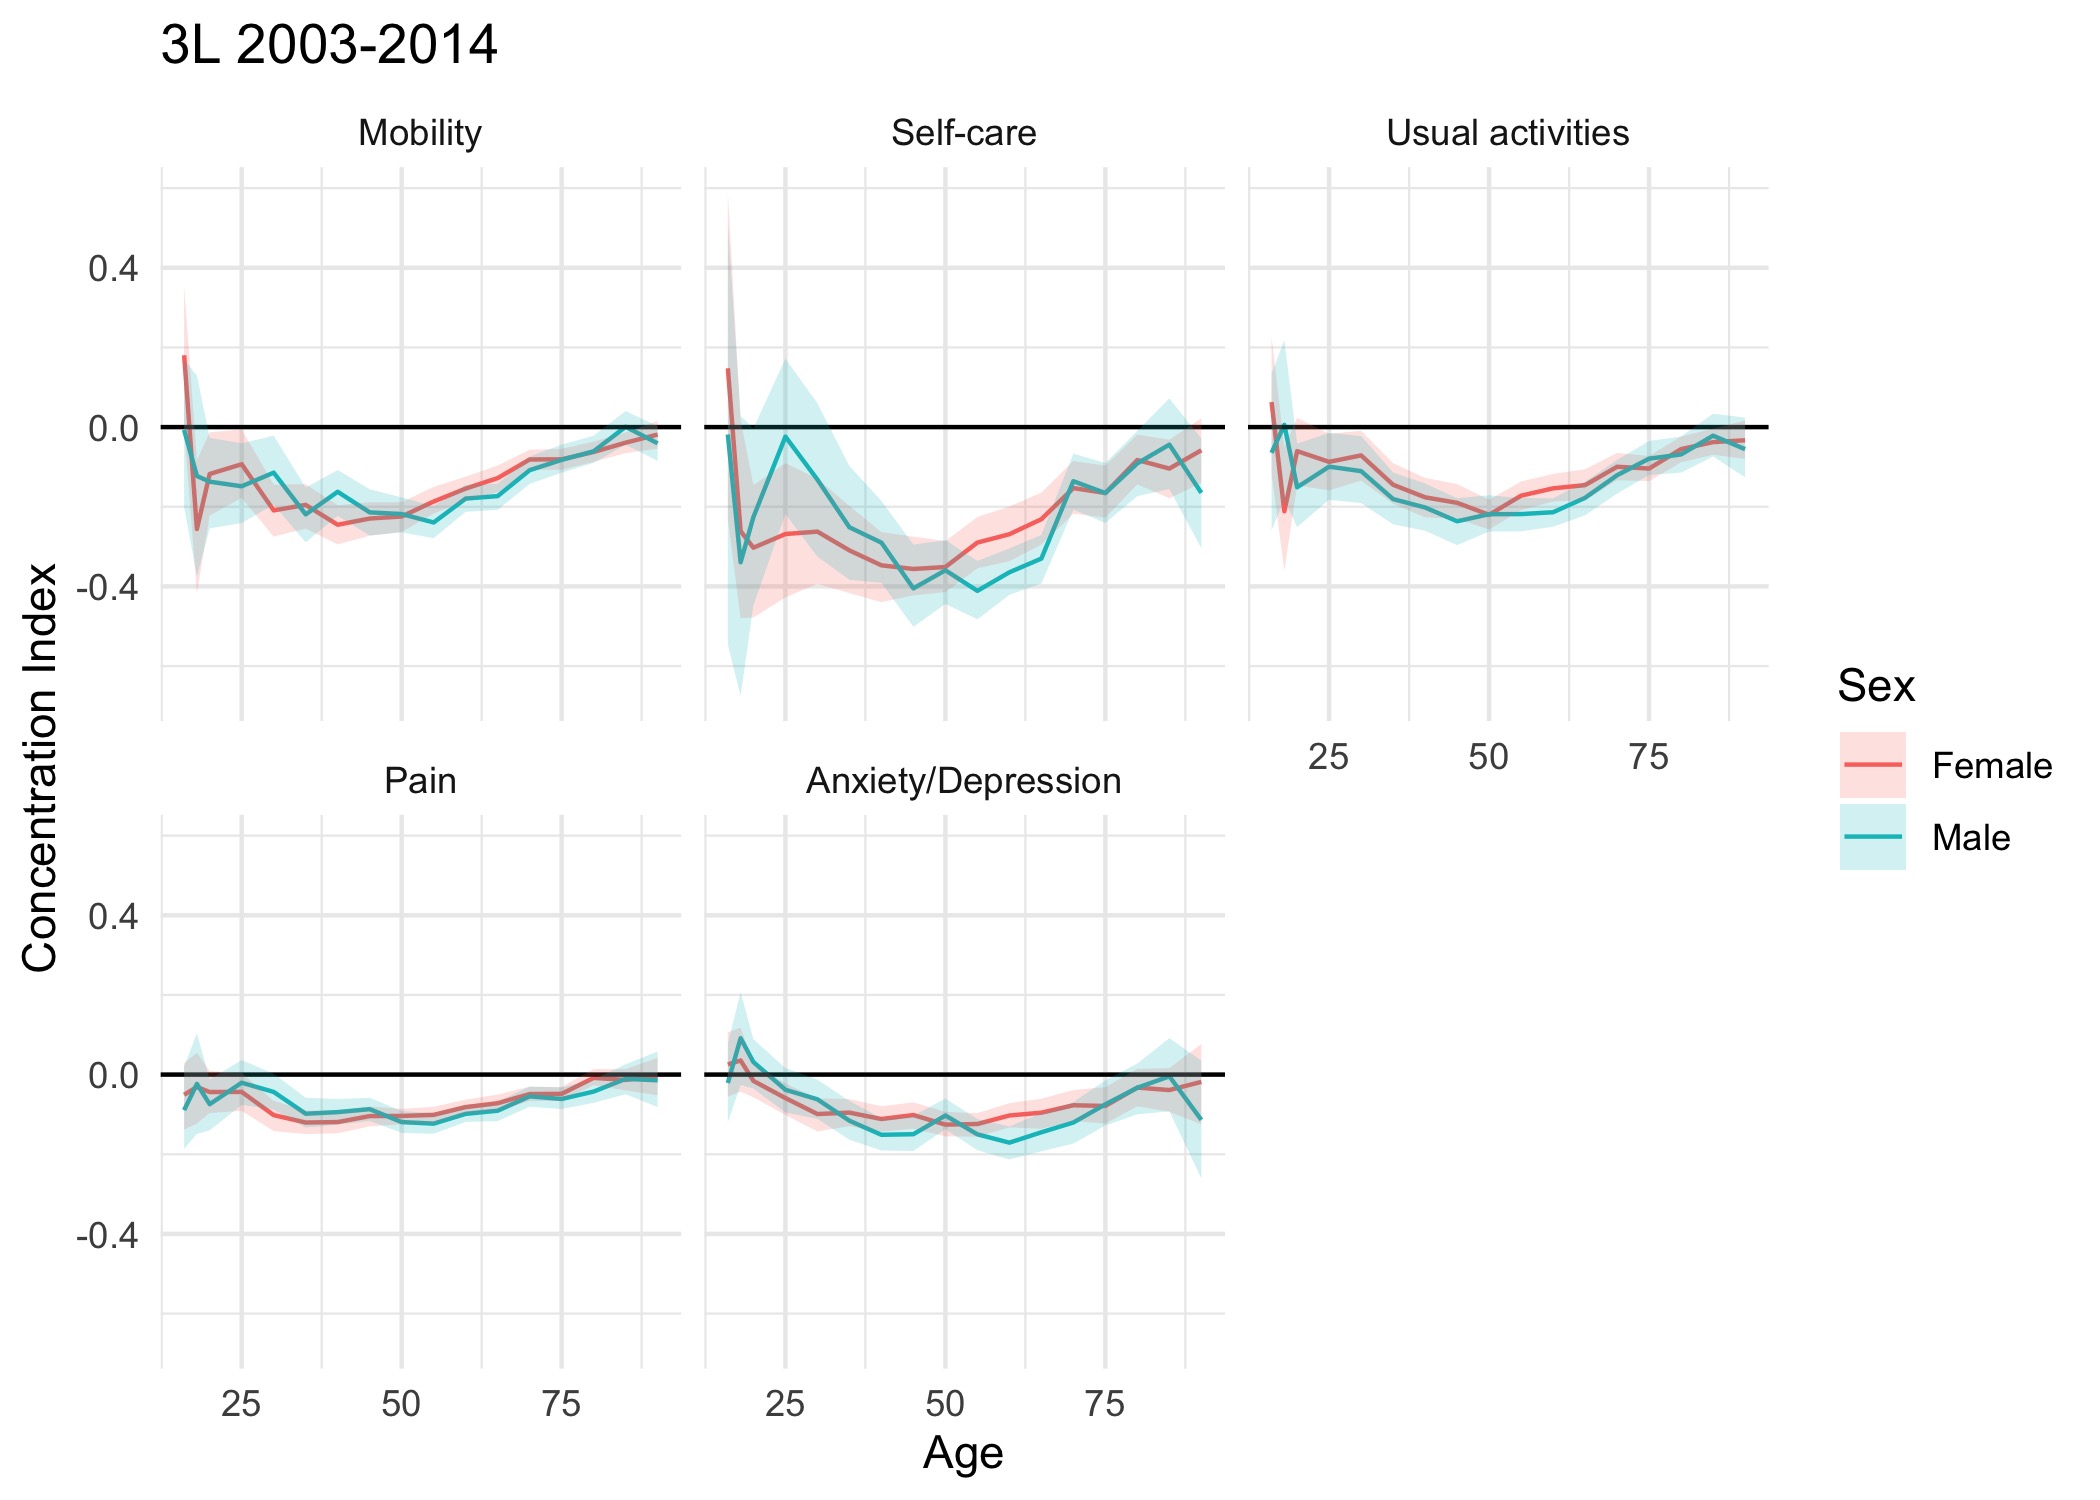 3L 2003-2014
Mobility
Self-care
Usual activities
0.4
0.0
-0.4
25 50 75
Pain
Anxiety/Depression
0.4
0.0
-0.4
25 50 75
25 50 75
Age
Concentration Index
Sex
Female
Male